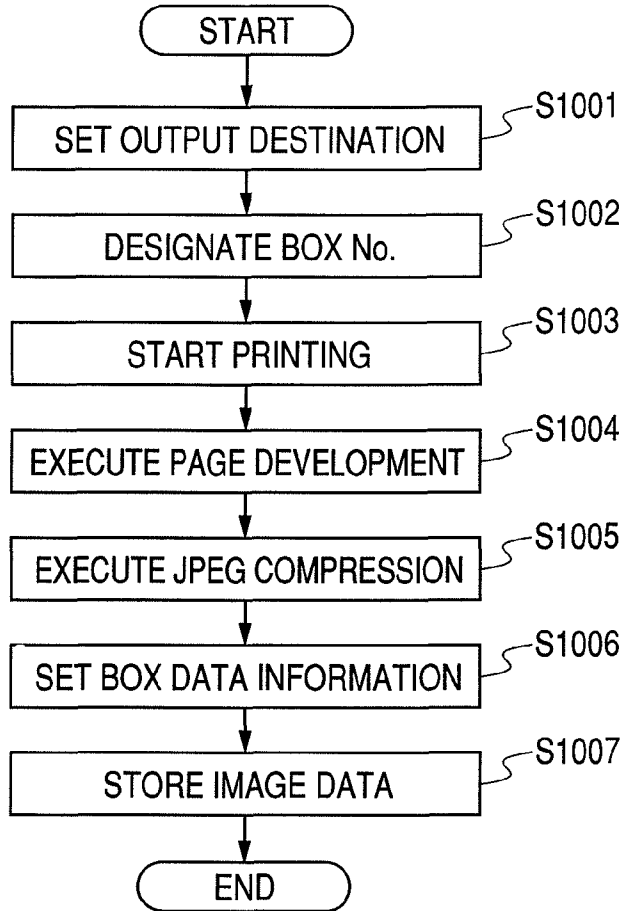 START
S1001
SET OUTPUT DESTINATION
S1002
DESIGNATE BOX No.
S1003
START PRINTING
S1004
EXECUTE PAGE DEVELOPMENT
S1005
EXECUTE JPEG COMPRESSION
S1006
SET BOX DATA INFORMATION
S1007
STORE IMAGE DATA
END